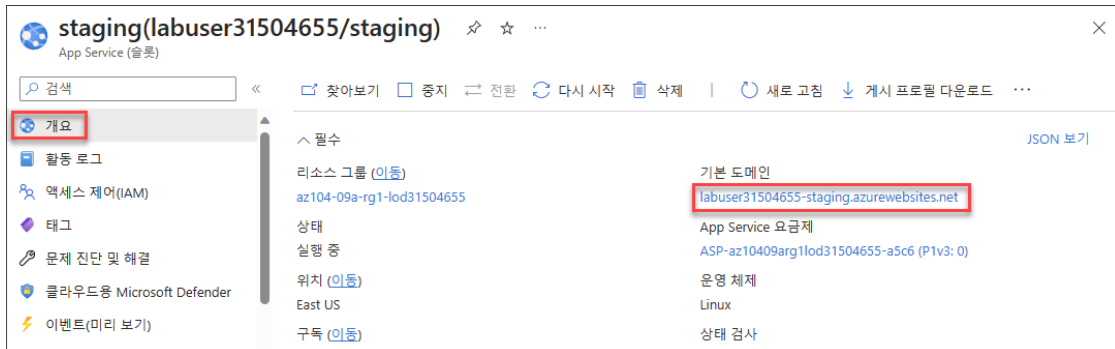 staging(labuser31504655/staging)
App Service (슬롯)
검색
찾아보기 중지 전환 다시 시작 삭제 새로 고침 게시 프로필 다운로드
개요
활동 로그
액세스 제어(IAM)
태그
문제 진단 및 해결
클라우드용 Microsoft Defender
이벤트(미리 보기)
필수
JSON 보기
리소스 그룹 (이동)
az104-09a-rg1-lod31504655
상태
실행 중
위치 (이동)
East US
구독 (이동)
기본 도메인
labuser31504655-staging.azurewebsites.net
App Service 요금제
ASP-az10409arg1lod31504655-a5c6 (P1v3: 0)
운영 체제
Linux
상태 검사